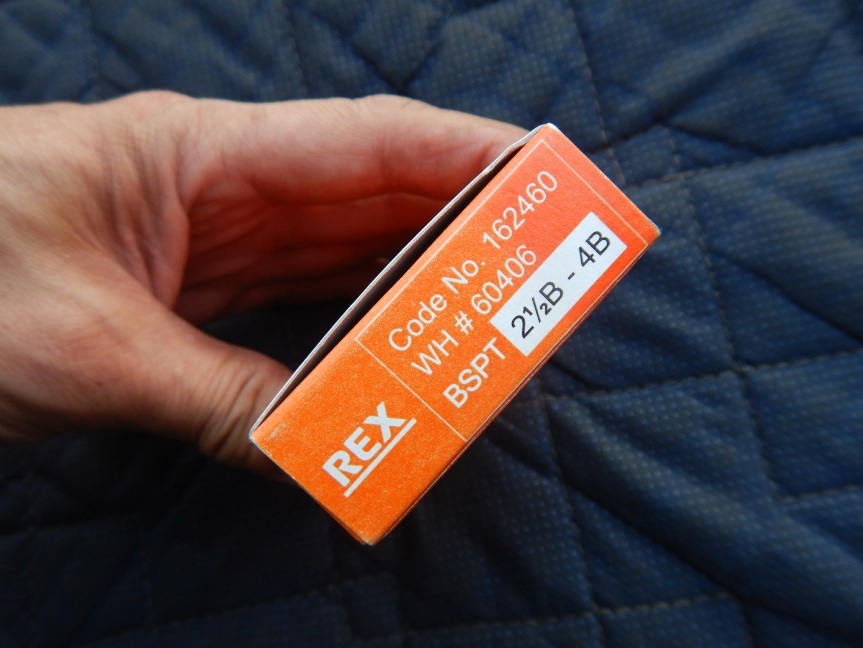 REX
Code No. 162460
WH # 60406
BSPT 2½B - 4B